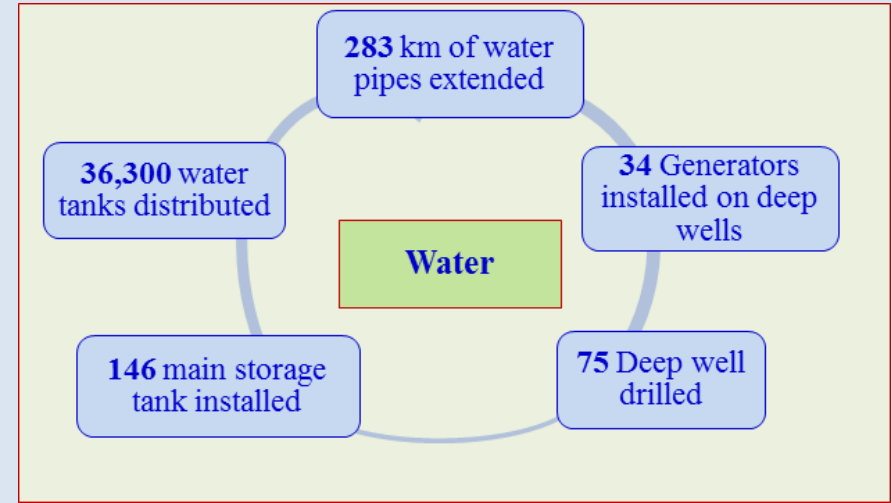 283 km of water
pipes extended
34 Generators
installed on deep
wells
75 Deep well
drilled
146 main storage
tank installed
36,300 water
tanks distributed
Water